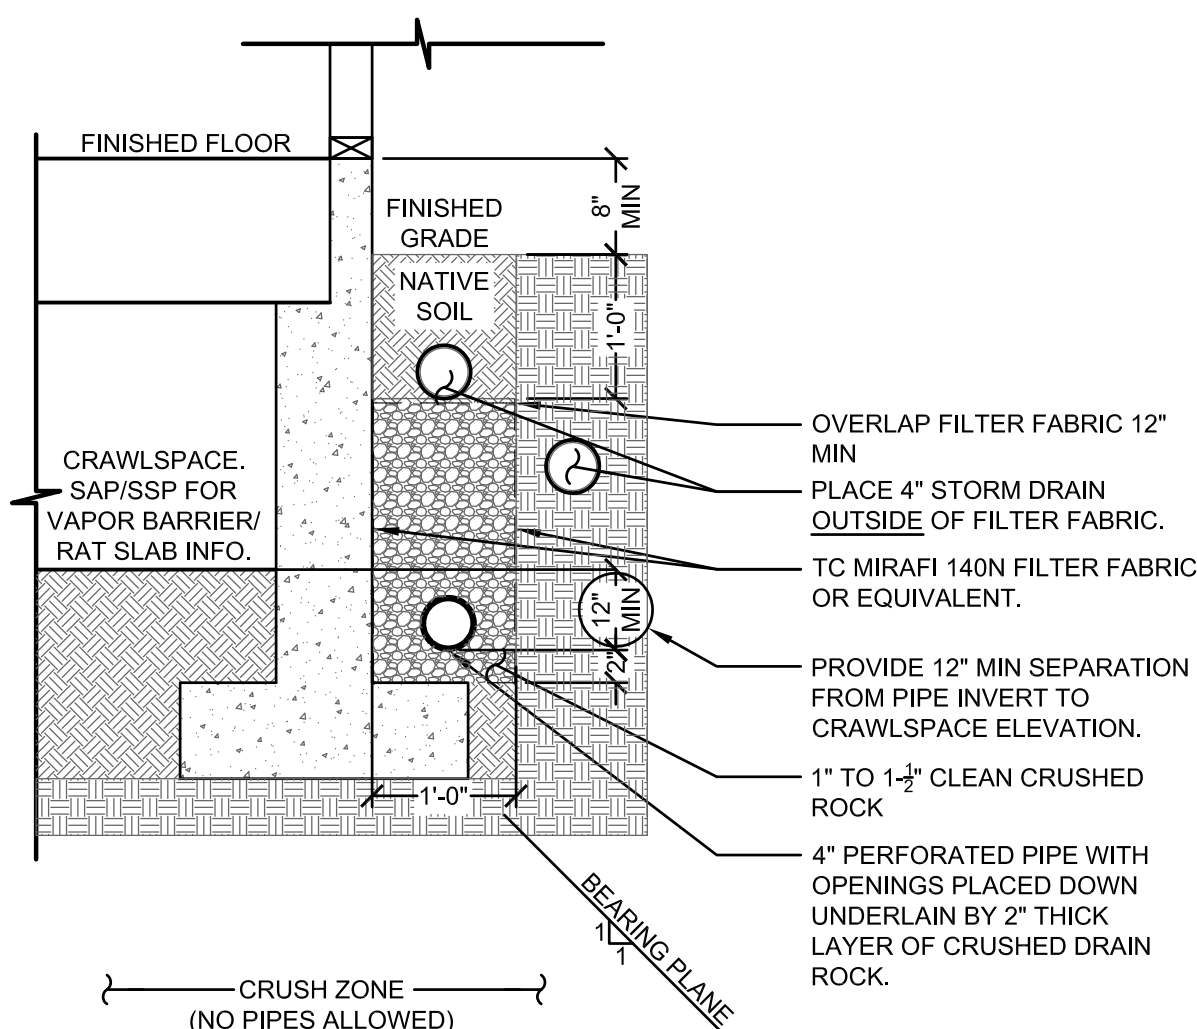 FINISHED FLOOR
8"
MIN
FINISHED
GRADE
NATIVE
SOIL
1'-0"
OVERLAP FILTER FABRIC 12"
MIN
PLACE 4" STORM DRAIN
OUTSIDE OF FILTER FABRIC.
CRAWLSPACE.
SAP/SSP FOR
VAPOR BARRIER/
RAT SLAB INFO.
TC MIRAFI 140N FILTER FABRIC
OR EQUIVALENT.
12"
MIN
2"
PROVIDE 12" MIN SEPARATION
FROM PIPE INVERT TO
CRAWLSPACE ELEVATION.
1" TO 1-1/2" CLEAN CRUSHED
ROCK
1'-0"
4" PERFORATED PIPE WITH
OPENINGS PLACED DOWN
UNDERLAIN BY 2" THICK
LAYER OF CRUSHED DRAIN
ROCK.
BEARING PLANE
1
1
CRUSH ZONE
(NO PIPES ALLOWED)